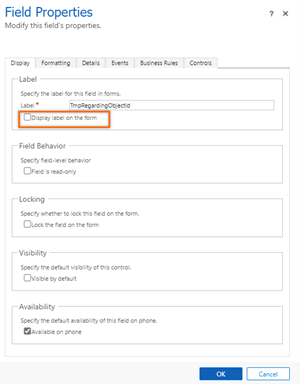 Field Properties
? ×
Modify this field's properties.
Display Formatting Details Events Business Rules Controls
Label
Specify the label for this field in forms.
Label * TmpRegardingObjectId
Display label on the form
Field Behavior
Specify field-level behavior
Field is read-only
Locking
Specify whether to lock this field on the form.
Lock the field on the form
Visibility
Specify the default visibility of this control.
Visible by default
Availability
Specify the default availability of this field on phone.
Available on phone
OK Cancel